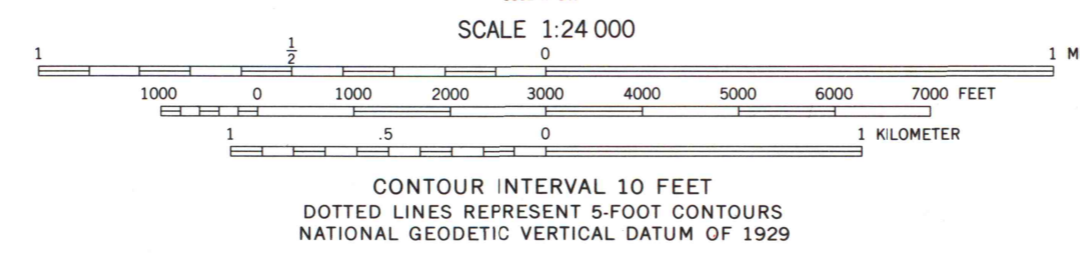 SCALE 1:24 000
1 ½ 0 1 M
1000 0 1000 2000 3000 4000 5000 6000 7000 FEET
1 .5 0 1 KILOMETER
CONTOUR INTERVAL 10 FEET
DOTTED LINES REPRESENT 5-FOOT CONTOURS
NATIONAL GEODETIC VERTICAL DATUM OF 1929